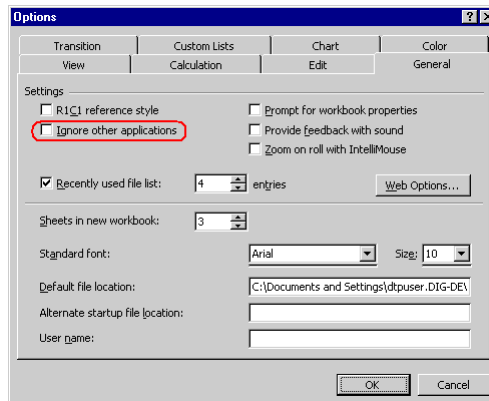 Options
Transition Custom Lists Chart Color
View Calculation Edit General
Settings
R1C1 reference style Prompt for workbook properties
Ignore other applications Provide feedback with sound
Zoom on roll with IntelliMouse
Recently used file list: 4 entries Web Options...
Sheets in new workbook: 3
Standard font: Arial Size: 10
Default file location: C:\Documents and Settings\dtpuser.DIG-DE\
Alternate startup file location:
User name:
OK Cancel